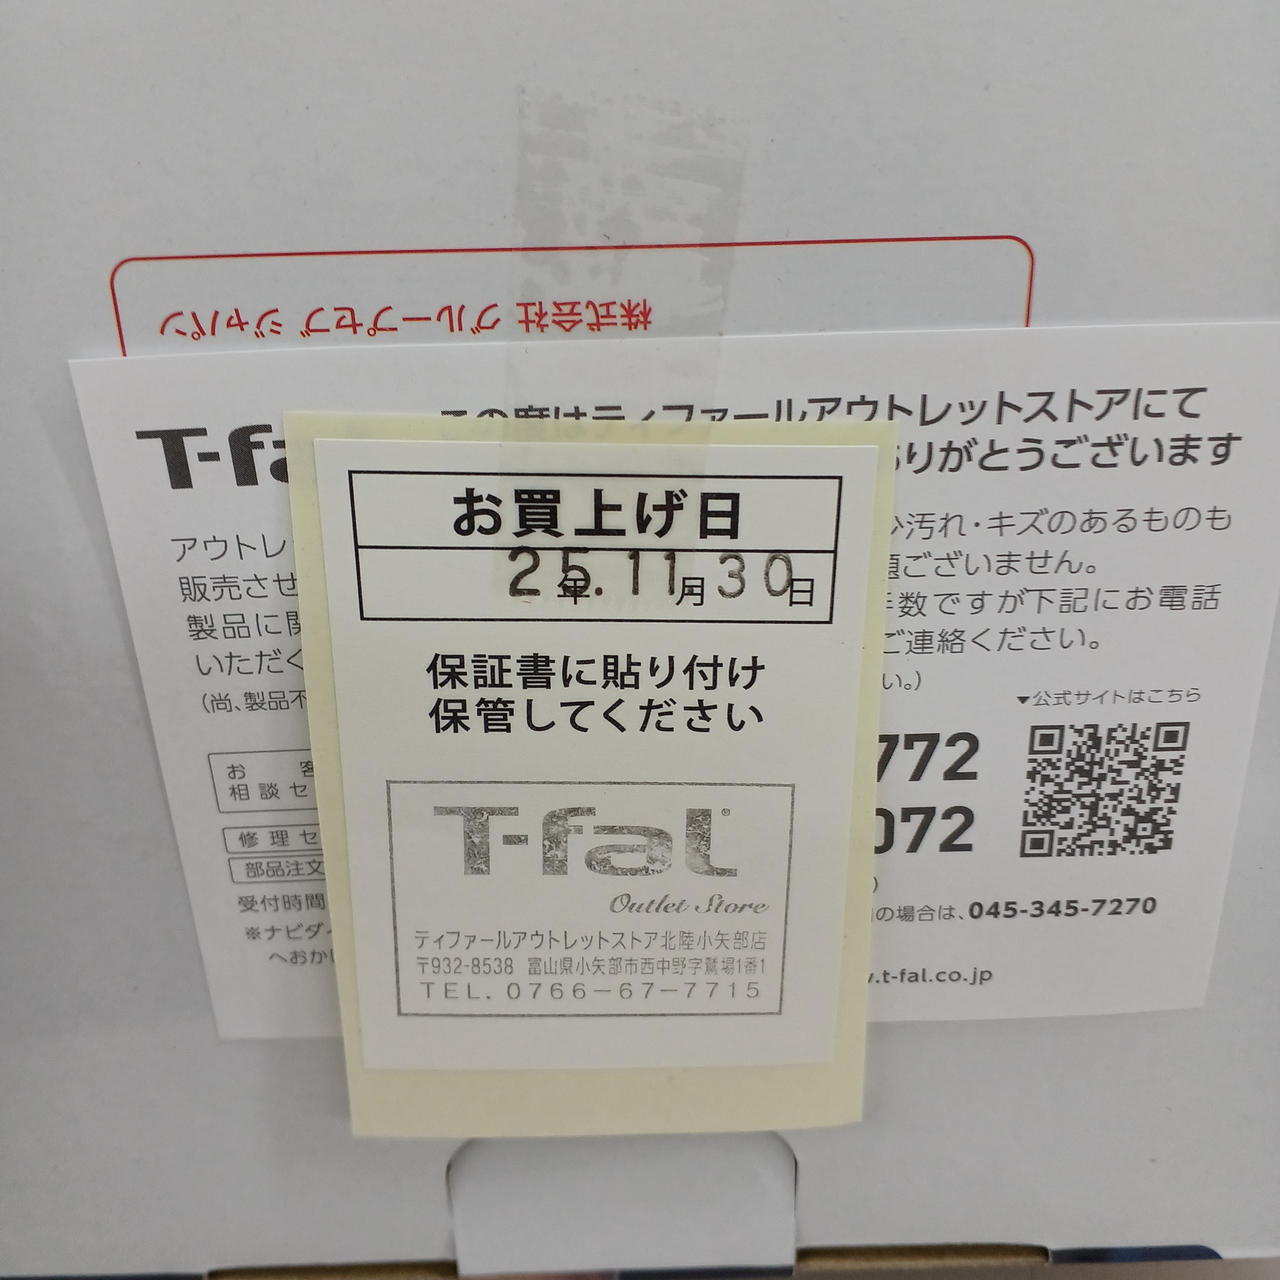 株式会社 グループセブ ジャパン
T-fa
この度はティファールアウトレットストアにて
ありがとうございます
アウトレ
少汚れ・キズのあるものも
販売させ
題ございません。
製品に関
手数ですが下記にお電話
いただく
ご連絡ください。
(尚、製品不
い。)
▼公式サイトはこちら
お 客
相談セ
772
修理セ
072
部品注文
受付時間
の場合は、045-345-7270
※ナビダイ
へおか
.t-fal.co.jp
お買上げ日
25年.11月30日
保証書に貼り付け
保管してください
T-fal®
Outlet Store
ティファールアウトレットストア北陸小矢部店
〒932-8538 富山県小矢部市西中野字鷲場1番1
TEL. 0766-67-7715